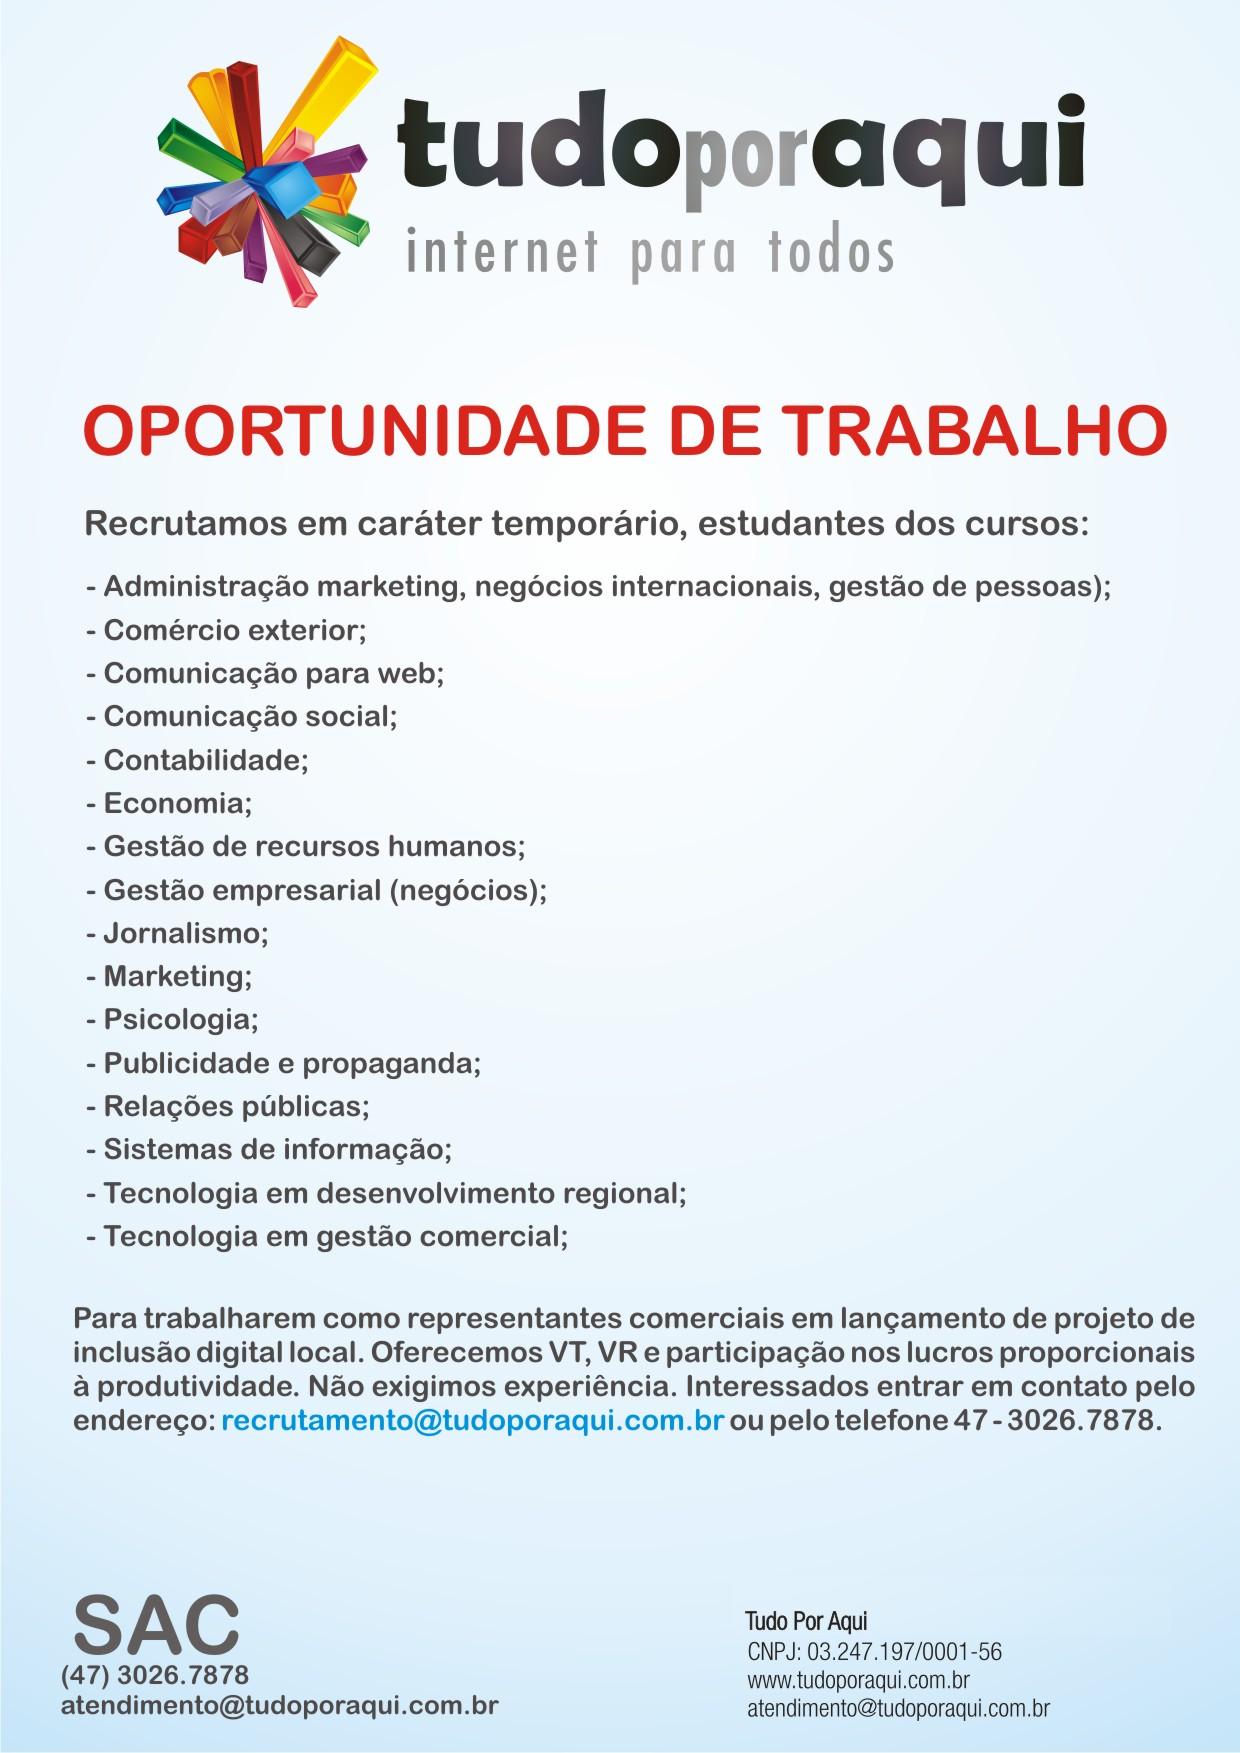 tudoporaqui
internet para todos
OPORTUNIDADE DE TRABALHO
Recrutamos em caráter temporário, estudantes dos cursos:
- Administração marketing, negócios internacionais, gestão de pessoas);
- Comércio exterior;
- Comunicação para web;
- Comunicação social;
- Contabilidade;
- Economia;
- Gestão de recursos humanos;
- Gestão empresarial (negócios);
- Jornalismo;
- Marketing;
- Psicologia;
- Publicidade e propaganda;
- Relações públicas;
- Sistemas de informação;
- Tecnologia em desenvolvimento regional;
- Tecnologia em gestão comercial;
Para trabalharem como representantes comerciais em lançamento de projeto de
inclusão digital local. Oferecemos VT, VR e participação nos lucros proporcionais
à produtividade. Não exigimos experiência. Interessados entrar em contato pelo
endereço: recrutamento@tudoporaqui.com.br ou pelo telefone 47 - 3026.7878.
SAC
(47) 3026.7878
atendimento@tudoporaqui.com.br
Tudo Por Aqui
CNPJ: 03.247.197/0001-56
www.tudoporaqui.com.br
atendimento@tudoporaqui.com.br